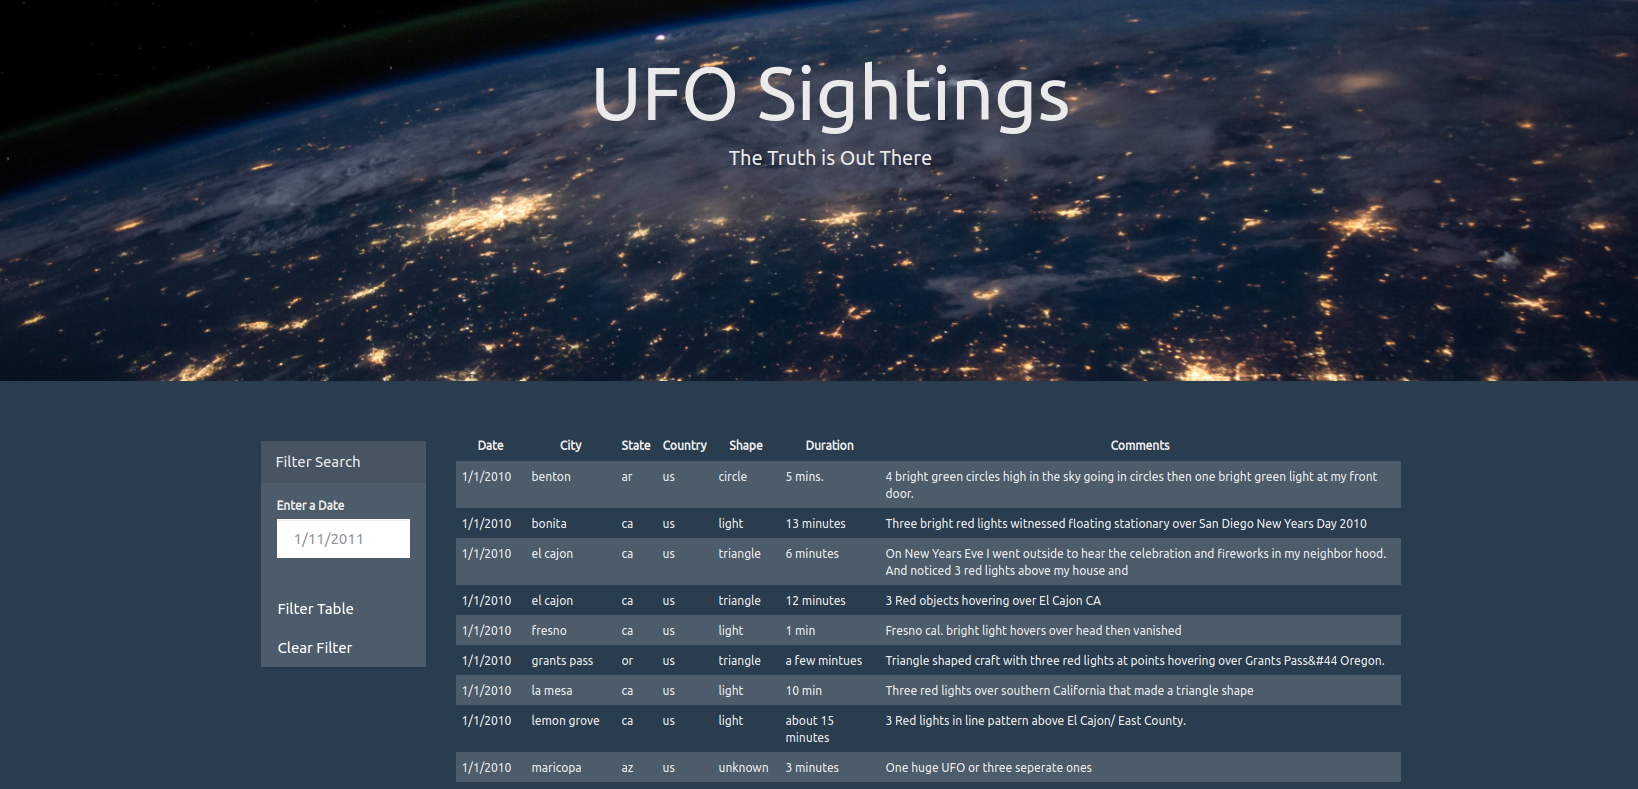 UFO Sightings
The Truth is Out There
Filter Search
Enter a Date
1/11/2011
Filter Table
Clear Filter
Date City State Country Shape Duration Comments
1/1/2010 benton ar us circle 5 mins. 4 bright green circles high in the sky going in circles then one bright green light at my front
door.
1/1/2010 bonita ca us light 13 minutes Three bright red lights witnessed floating stationary over San Diego New Years Day 2010
1/1/2010 el cajon ca us triangle 6 minutes On New Years Eve I went outside to hear the celebration and fireworks in my neighbor hood.
And noticed 3 red lights above my house and
1/1/2010 el cajon ca us triangle 12 minutes 3 Red objects hovering over El Cajon CA
1/1/2010 fresno ca us light 1 min Fresno cal. bright light hovers over head then vanished
1/1/2010 grants pass or us triangle a few mintues Triangle shaped craft with three red lights at points hovering over Grants Pass&#44 Oregon.
1/1/2010 la mesa ca us light 10 min Three red lights over southern California that made a triangle shape
1/1/2010 lemon grove ca us light about 15 3 Red lights in line pattern above El Cajon/ East County.
minutes
1/1/2010 maricopa az us unknown 3 minutes One huge UFO or three seperate ones